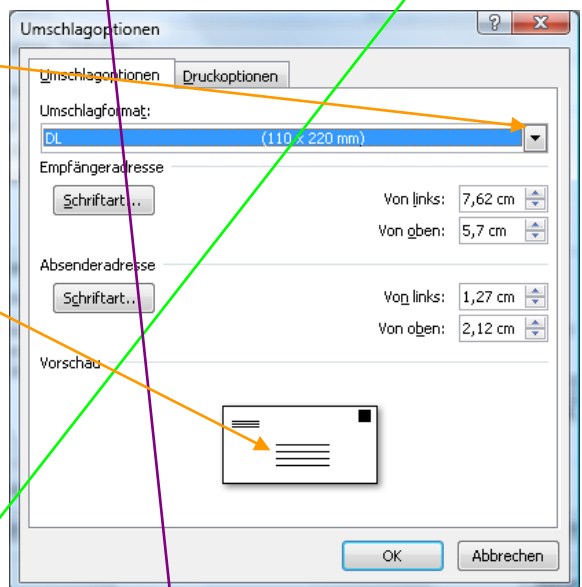 Umschlagoptionen
Umschlagoptionen Druckoptionen
Umschlagformat:
DL (110 x 220 mm)
Empfängeradresse
Schriftart... Von links: 7,62 cm
Von oben: 5,7 cm
Absenderadresse
Schriftart... Von links: 1,27 cm
Von oben: 2,12 cm
Vorschau
OK Abbrechen